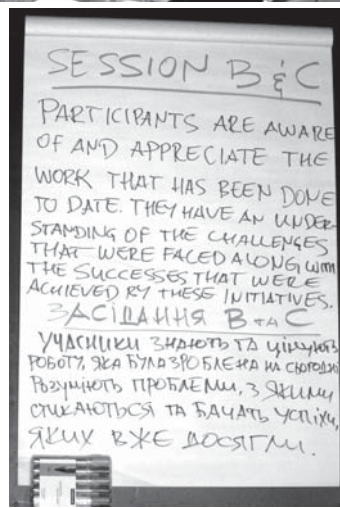 SESSION B & C
PARTICIPANTS ARE AWARE
OF AND APPRECIATE THE
WORK THAT HAS BEEN DONE
TO DATE. THEY HAVE AN UNDER-
STANDING OF THE CHALLENGES
THAT WERE FACED ALONG WITH
THE SUCCESSES THAT WERE
ACHIEVED BY THESE INITIATIVES.
ЗАСІДАННЯ В та С
УЧАСНИКИ ЗНАЮТЬ ТА ЦІНУЮТЬ
РОБОТУ, ЯКА БУЛА ЗРОБЛЕНА НА СЬОГОДНІ
РОЗУМІЮТЬ ПРОБЛЕМИ, З ЯКИМИ
СТИКАЮТЬСЯ ТА БАЧАТЬ УСПІХИ,
ЯКИХ ВЖЕ ДОСЯГЛИ.